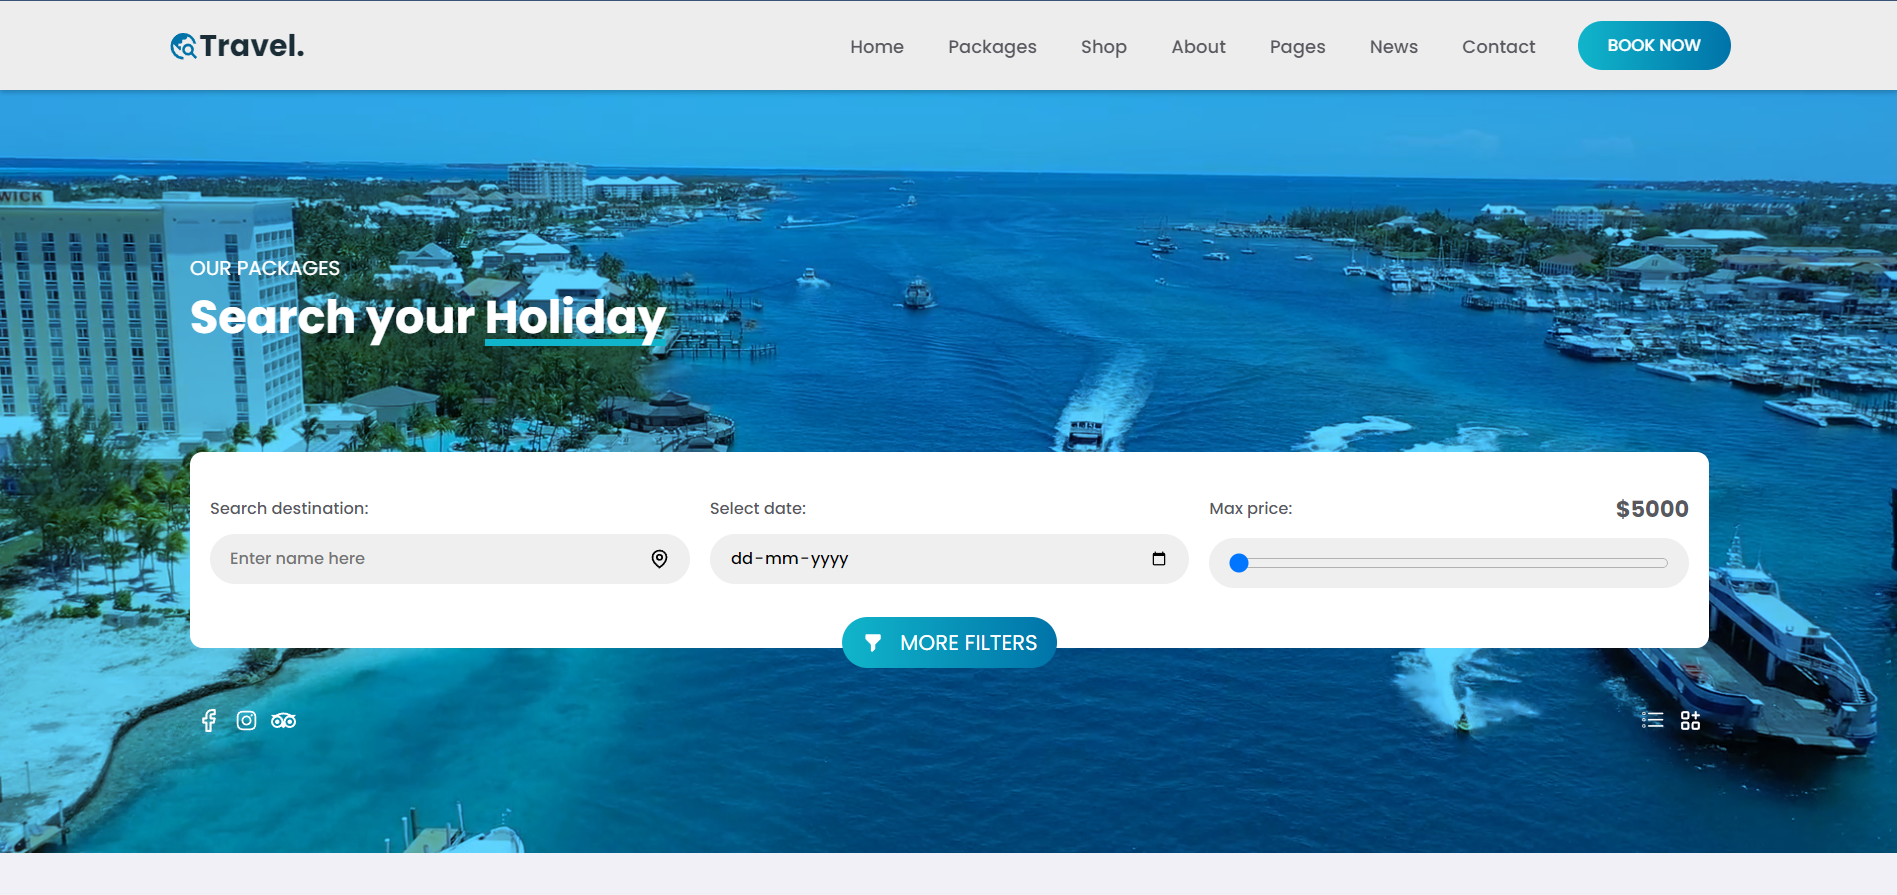 Travel.
Home Packages Shop About Pages News Contact BOOK NOW
WICK
OUR PACKAGES
Search your Holiday
Search destination: Select date: Max price: $5000
Enter name here dd-mm-yyyy
MORE FILTERS